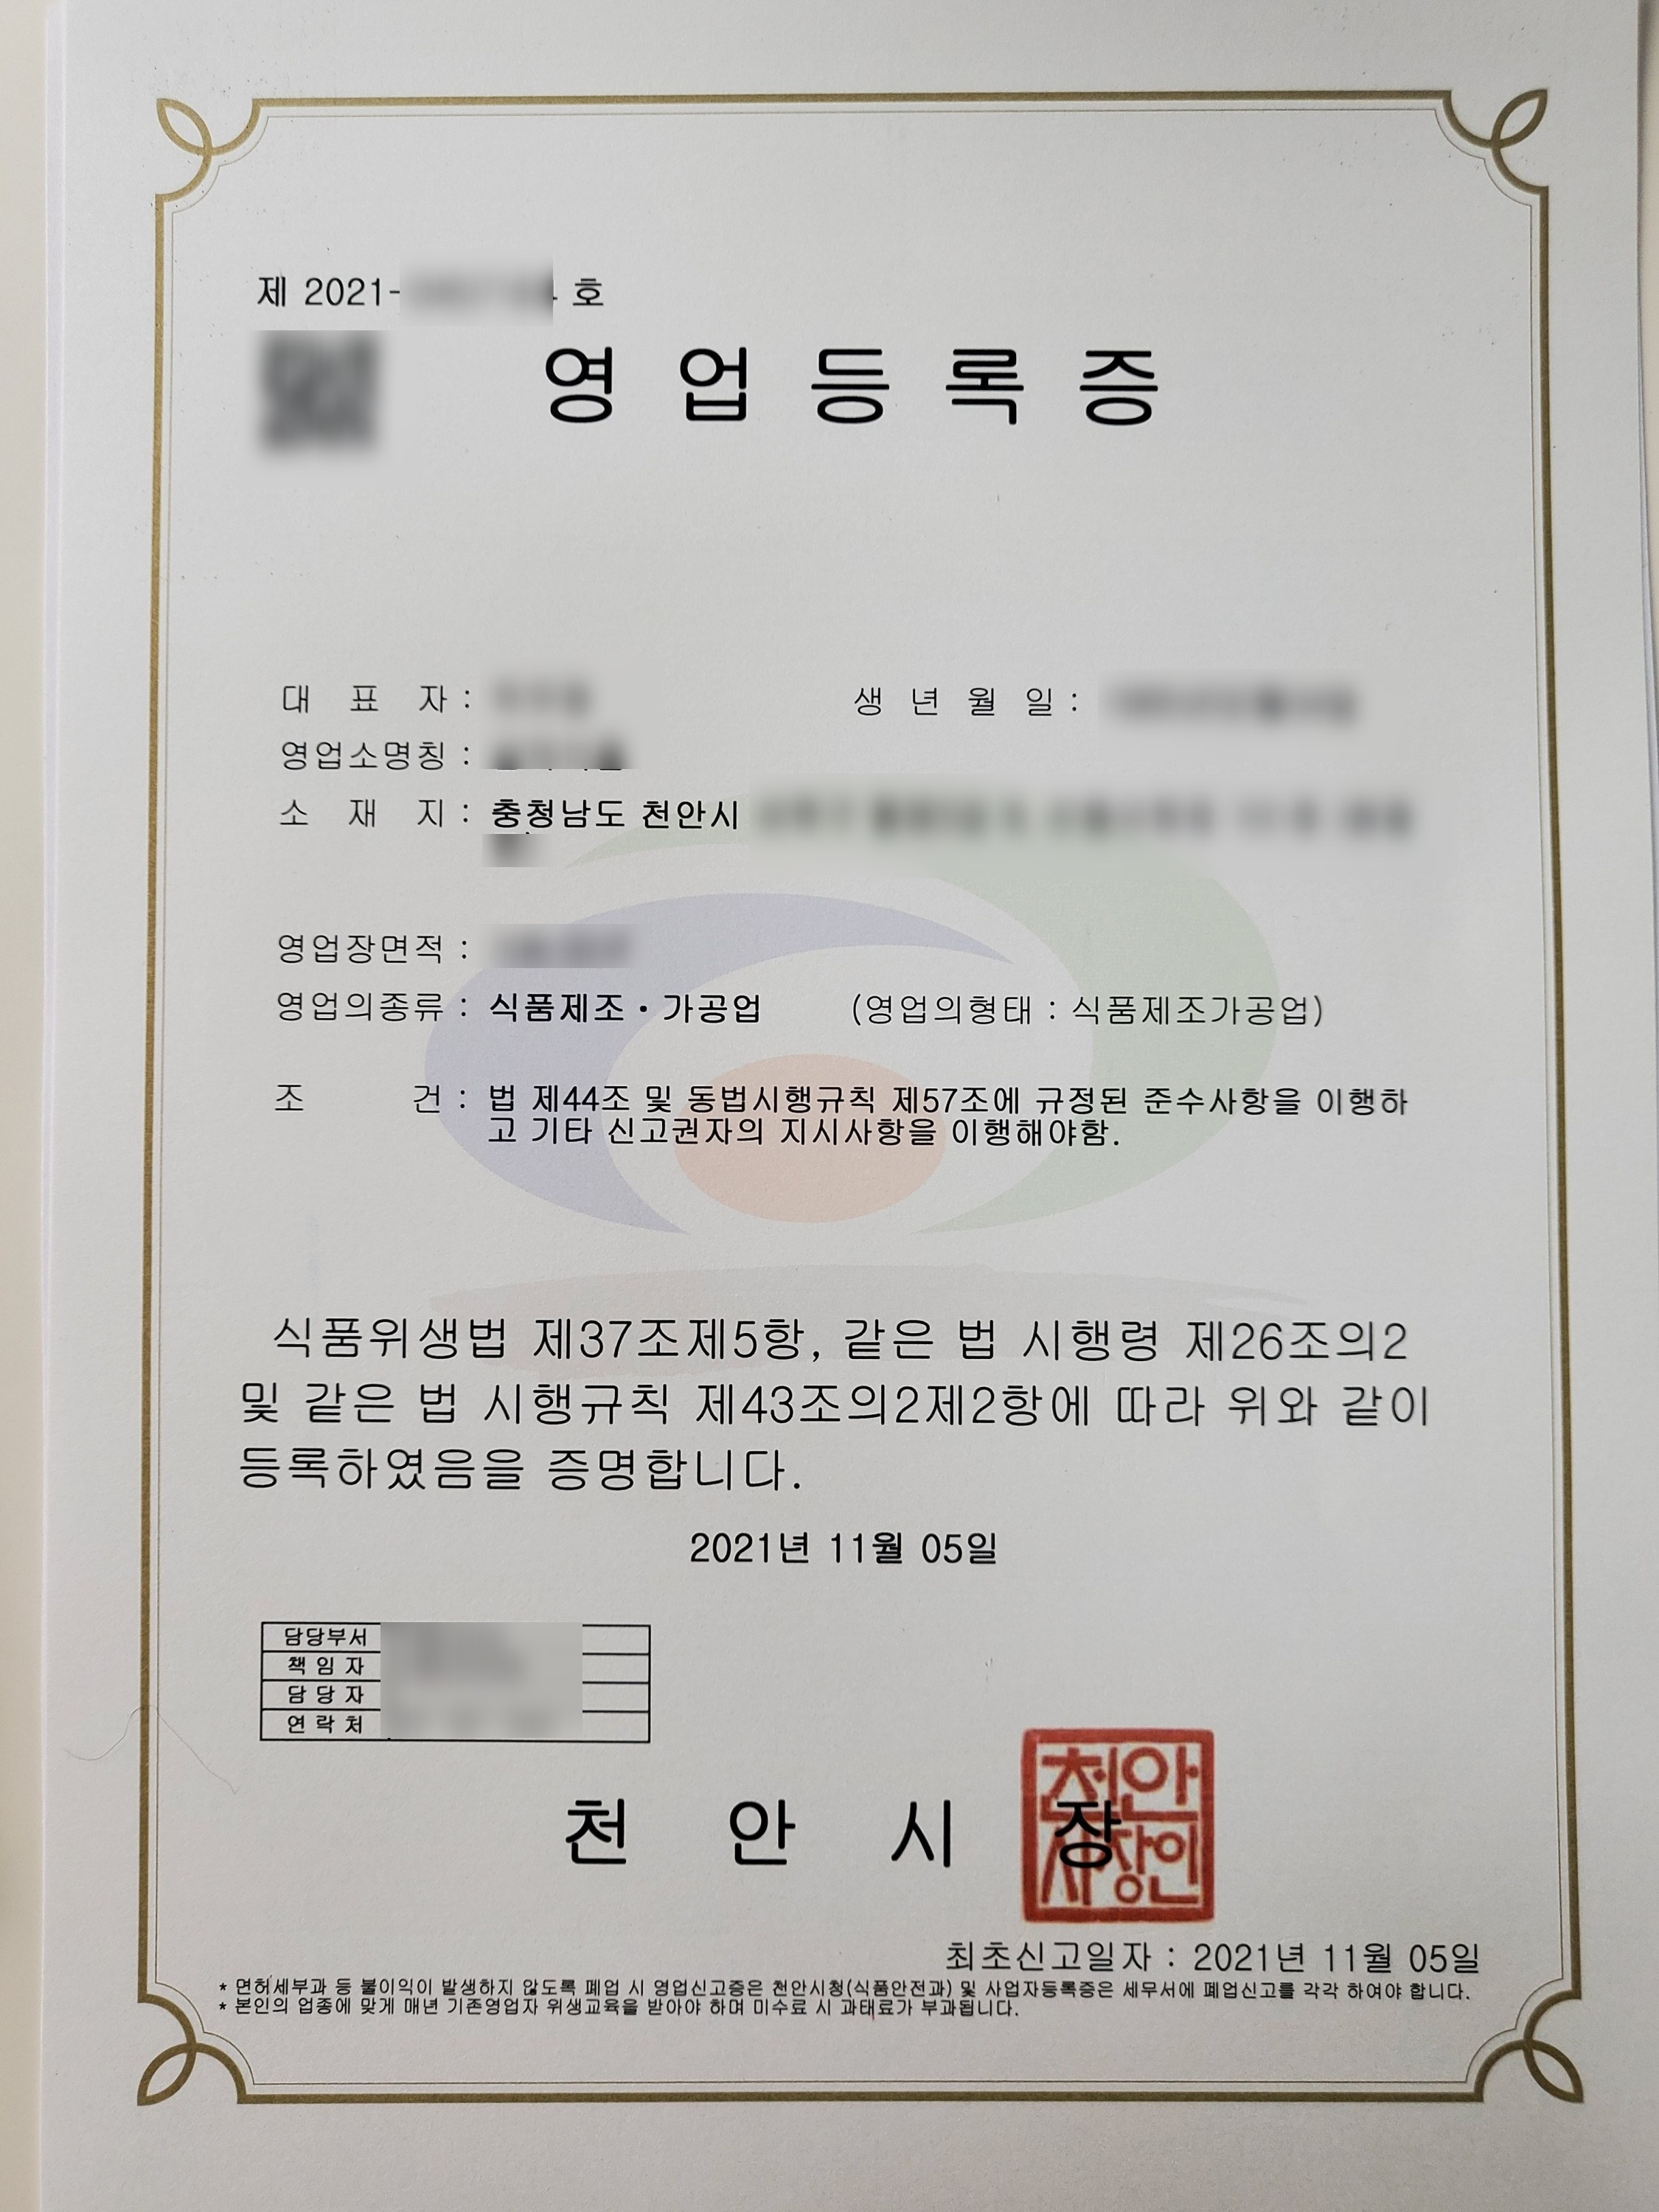 제 2021- 호
영업등록증
대 표 자 : 생 년 월 일 :
영업소명칭 :
소 재 지 : 충청남도 천안시
영업장면적 :
영업의종류 : 식품제조·가공업 (영업의형태 : 식품제조가공업)
조 건 : 법 제44조 및 동법시행규칙 제57조에 규정된 준수사항을 이행하
고 기타 신고권자의 지시사항을 이행해야함.
식품위생법 제37조제5항, 같은 법 시행령 제26조의2
및 같은 법 시행규칙 제43조의2제2항에 따라 위와 같이
등록하였음을 증명합니다.
2021년 11월 05일
담당부서
책 임 자
담 당 자
연 락 처
천 안 시 장
천안
시장인
최초신고일자 : 2021년 11월 05일
* 면허세부과 등 불이익이 발생하지 않도록 폐업 시 영업신고증은 천안시청(식품안전과) 및 사업자등록증은 세무서에 폐업신고를 각각 하여야 합니다.
* 본인의 업종에 맞게 매년 기존영업자 위생교육을 받아야 하며 미수료 시 과태료가 부과됩니다.